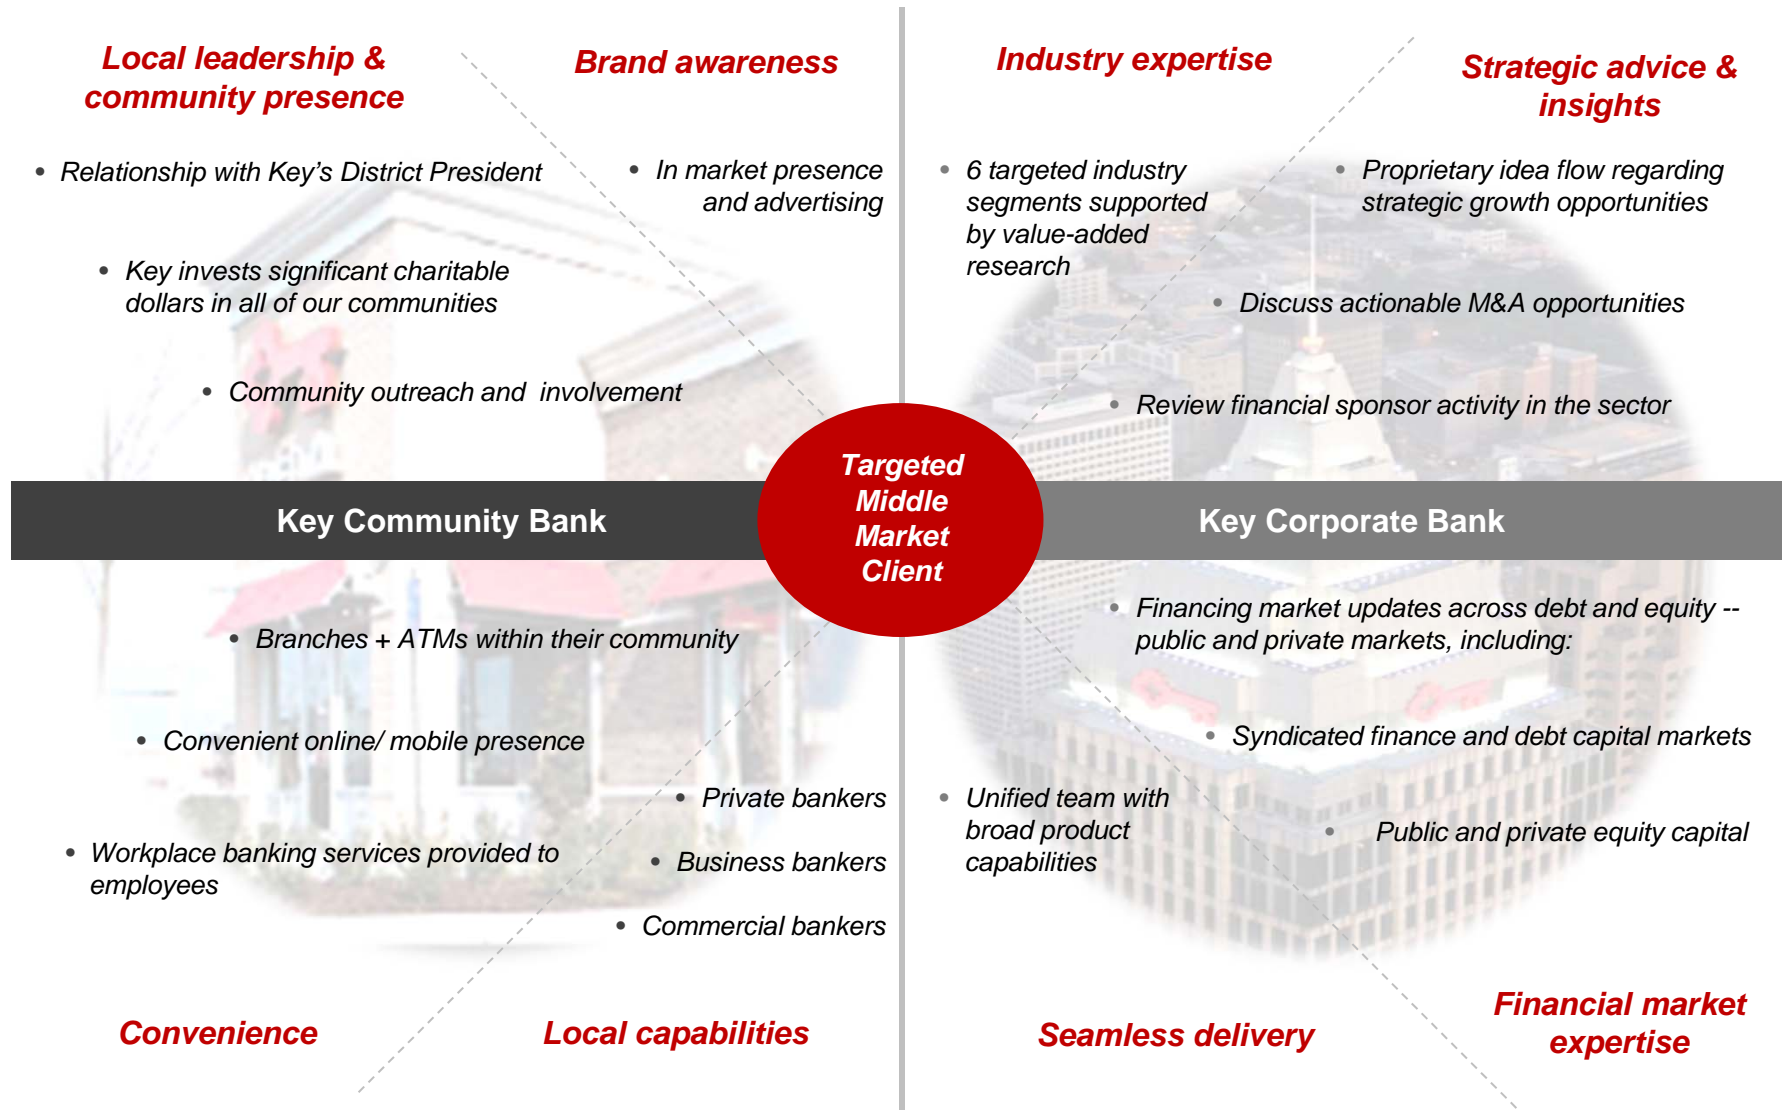 Local leadership &
community presence
• Relationship with Key's District President
• Key invests significant charitable
dollars in all of our communities
• Community outreach and  involvement
Brand awareness
• In market presence
and advertising
Industry expertise
• 6 targeted industry
segments supported
by value-added
research
Strategic advice &
insights
• Proprietary idea flow regarding
strategic growth opportunities
• Discuss actionable M&A opportunities
• Review financial sponsor activity in the sector
Key Community Bank
Targeted
Middle
Market
Client
Key Corporate Bank
• Branches + ATMs within their community
• Convenient online/ mobile presence
• Workplace banking services provided to
employees
Convenience
• Private bankers
• Business bankers
• Commercial bankers
Local capabilities
• Unified team with
broad product
capabilities
Seamless delivery
• Financing market updates across debt and equity --
public and private markets, including:
• Syndicated finance and debt capital markets
• Public and private equity capital
Financial market
expertise